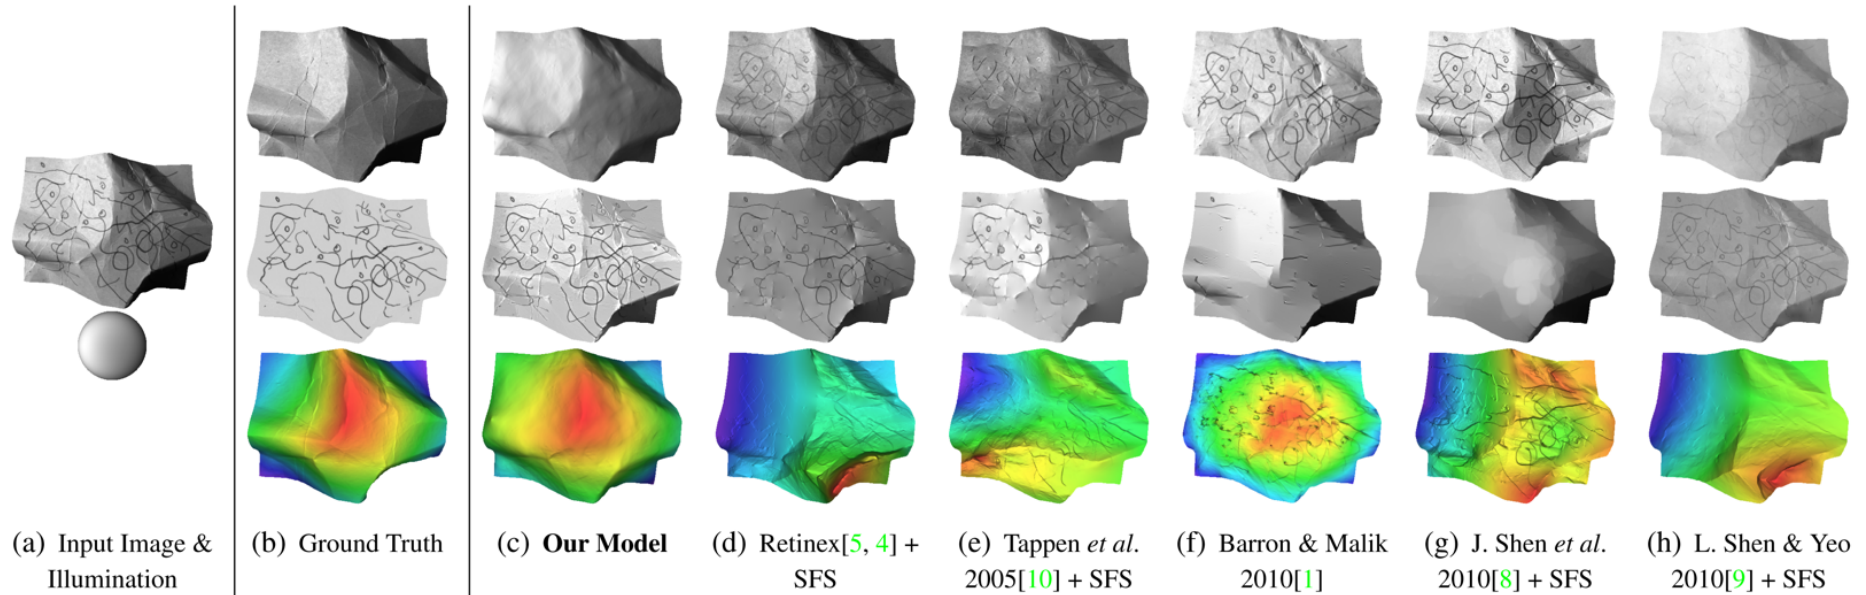 (a) Input Image &
Illumination
(b) Ground Truth
(c) Our Model
(d) Retinex[5, 4] +
SFS
(e) Tappen et al.
2005[10] + SFS
(f) Barron & Malik
2010[1]
(g) J. Shen et al.
2010[8] + SFS
(h) L. Shen & Yeo
2010[9] + SFS